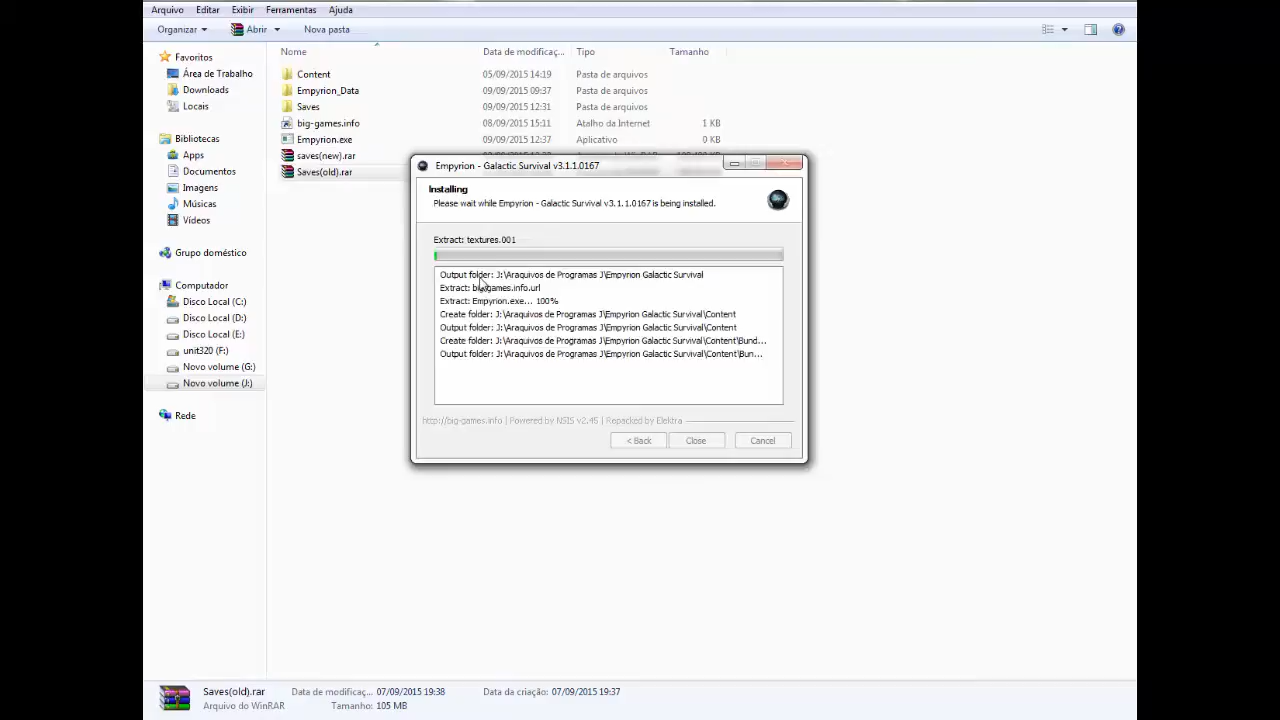 Arquivo Editar Exibir Ferramentas Ajuda
Organizar Abrir Nova pasta
Nome Data de modificaç... Tipo Tamanho
Favoritos
Área de Trabalho
Downloads
Locais
Bibliotecas
Apps
Documentos
Imagens
Músicas
Vídeos
Grupo doméstico
Computador
Disco Local (C:)
Disco Local (D:)
Disco Local (E:)
unit320 (F:)
Novo volume (G:)
Novo volume (J:)
Rede
Content 05/09/2015 14:19 Pasta de arquivos
Empyrion_Data 09/09/2015 09:37 Pasta de arquivos
Saves 09/09/2015 12:31 Pasta de arquivos
big-games.info 08/09/2015 15:11 Atalho da Internet 1 KB
Empyrion.exe 09/09/2015 12:37 Aplicativo 0 KB
saves(new).rar
Saves(old).rar
Empyrion - Galactic Survival v3.1.1.0167
Installing
Please wait while Empyrion - Galactic Survival v3.1.1.0167 is being installed.
Extract: textures.001
Output folder: J:\Araquivos de Programas J\Empyrion Galactic Survival
Extract: big-games.info.url
Extract: Empyrion.exe... 100%
Create folder: J:\Araquivos de Programas J\Empyrion Galactic Survival\Content
Output folder: J:\Araquivos de Programas J\Empyrion Galactic Survival\Content
Create folder: J:\Araquivos de Programas J\Empyrion Galactic Survival\Content\Bund...
Output folder: J:\Araquivos de Programas J\Empyrion Galactic Survival\Content\Bun...
http://big-games.info | Powered by NSIS v2.45 | Repacked by Elektra
< Back Close Cancel
Saves(old).rar Data de modificaç... 07/09/2015 19:38 Data da criação: 07/09/2015 19:37
Arquivo do WinRAR Tamanho: 105 MB